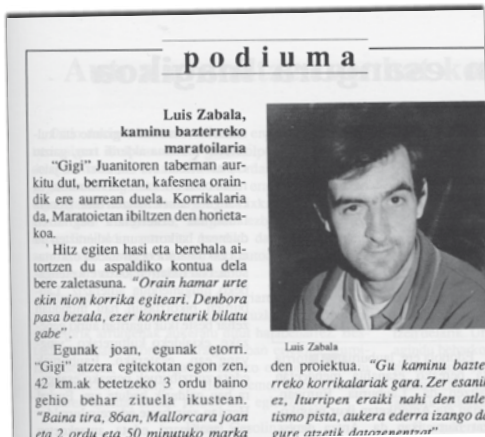 podiuma
Luis Zabala,
kaminu bazterreko
maratoilaria
"Gigi" Juanitoren tabernan aur-
kitu dut, berriketan, kafesnea orain-
dik ere aurrean duela. Korrikalaria
da, Maratoietan ibiltzen den horieta-
koa.
Hitz egiten hasi eta berehala ai-
tortzen du aspaldiko kontua dela
bere zaletasuna. "Orain hamar urte
ekin nion korrika egiteari. Denbora
pasa bezala, ezer konkreturik bilatu
gabe".
Egunak joan, egunak etorri.
"Gigi" atzera egitekotan egon zen,
42 km.ak betetzeko 3 ordu baino
gehio behar zituela ikustean.
"Baina tira, 86an, Mallorcara joan
eta 2 ordu eta 50 minutuko marka
Luis Zabala
den proiektua. "Gu kaminu bazte-
rreko korrikalariak gara. Zer esanik
ez, Iturripen eraiki nahi den atle-
tismo pista, aukera ederra izango da
gure atzetik datozenentzat"